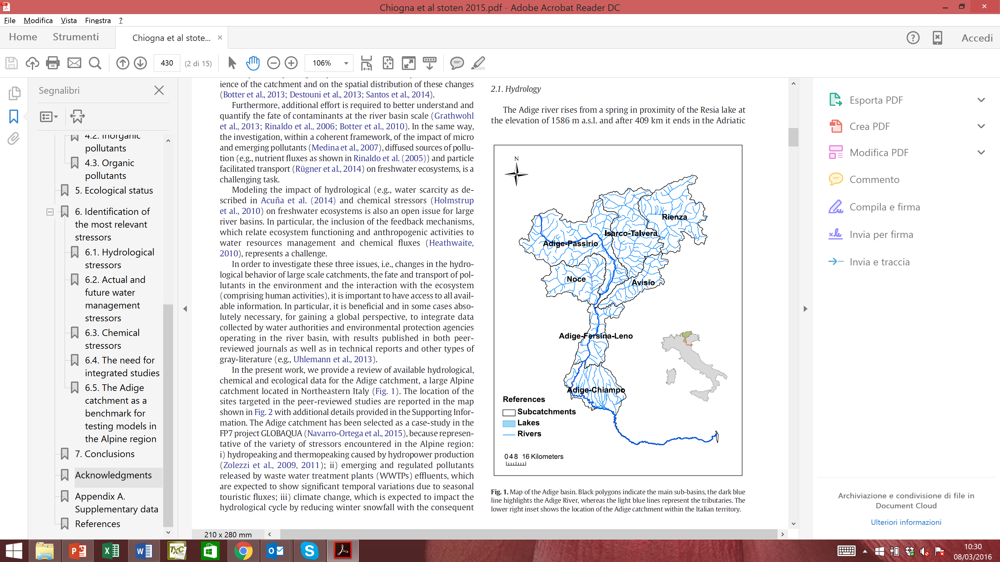 Chiogna et al stoten 2015.pdf - Adobe Acrobat Reader DC
File Modifica Vista Finestra ?
Home Strumenti Chiogna et al stote... Accedi
430 (2 di 15) 106%
Segnalibri
4.2. Inorganic
pollutants
4.3. Organic
pollutants
5. Ecological status
6. Identification of
the most relevant
stressors
6.1. Hydrological
stressors
6.2. Actual and
future water
management
stressors
6.3. Chemical
stressors
6.4. The need for
integrated studies
6.5. The Adige
catchment as a
benchmark for
testing models in
the Alpine region
7. Conclusions
Acknowledgments
Appendix A.
Supplementary data
References
ience of the catchment and on the spatial distribution of these changes
(Botter et al., 2013; Destouni et al., 2013; Santos et al., 2014).
Furthermore, additional effort is required to better understand and
quantify the fate of contaminants at the river basin scale (Grathwohl
et al., 2013; Rinaldo et al., 2006; Botter et al., 2010). In the same way,
the investigation, within a coherent framework, of the impact of micro
and emerging pollutants (Medina et al., 2007), diffused sources of pollu-
tion (e.g., nutrient fluxes as shown in Rinaldo et al. (2005)) and particle
facilitated transport (Rügner et al., 2014) on freshwater ecosystems, is a
challenging task.
Modeling the impact of hydrological (e.g., water scarcity as de-
scribed in Acuña et al. (2014) and chemical stressors (Holmstrup
et al., 2010) on freshwater ecosystems is also an open issue for large
river basins. In particular, the inclusion of the feedback mechanisms,
which relate ecosystem functioning and anthropogenic activities to
water resources management and chemical fluxes (Heathwaite,
2010), represents a challenge.
In order to investigate these three issues, i.e., changes in the hydro-
logical behavior of large scale catchments, the fate and transport of pol-
lutants in the environment and the interaction with the ecosystem
(comprising human activities), it is important to have access to all avail-
able information. In particular, it is beneficial and in some cases abso-
lutely necessary, for gaining a global perspective, to integrate data
collected by water authorities and environmental protection agencies
operating in the river basin, with results published in both peer-
reviewed journals as well as in technical reports and other types of
gray-literature (e.g., Uhlemann et al., 2013).
In the present work, we provide a review of available hydrological,
chemical and ecological data for the Adige catchment, a large Alpine
catchment located in Northeastern Italy (Fig. 1). The location of the
sites targeted in the peer-reviewed studies are reported in the map
shown in Fig. 2 with additional details provided in the Supporting Infor-
mation. The Adige catchment has been selected as a case-study in the
FP7 project GLOBAQUA (Navarro-Ortega et al., 2015), because represen-
tative of the variety of stressors encountered in the Alpine region:
i) hydropeaking and thermopeaking caused by hydropower production
(Zolezzi et al., 2009, 2011); ii) emerging and regulated pollutants
released by waste water treatment plants (WWTPs) effluents, which
are expected to show significant temporal variations due to seasonal
touristic fluxes; iii) climate change, which is expected to impact the
hydrological cycle by reducing winter snowfall with the consequent
210 x 280 mm
2.1. Hydrology
The Adige river rises from a spring in proximity of the Resia lake at
the elevation of 1586 m a.s.l. and after 409 km it ends in the Adriatic
N
Rienza
Isarco-Talvera
Adige-Passirio
Noce
Avisio
Adige-Fersina-Leno
Adige-Chiampo
References
Subcatchments
Lakes
Rivers
0 4 8 16 Kilometers
Fig. 1. Map of the Adige basin. Black polygons indicate the main sub-basins, the dark blue
line highlights the Adige River, whereas the light blue lines represent the tributaries. The
lower right inset shows the location of the Adige catchment within the Italian territory.
Esporta PDF
Crea PDF
Modifica PDF
Commento
Compila e firma
Invia per firma
Invia e traccia
Archiviazione e condivisione di file in
Document Cloud
Ulteriori informazioni
10:30
08/03/2016